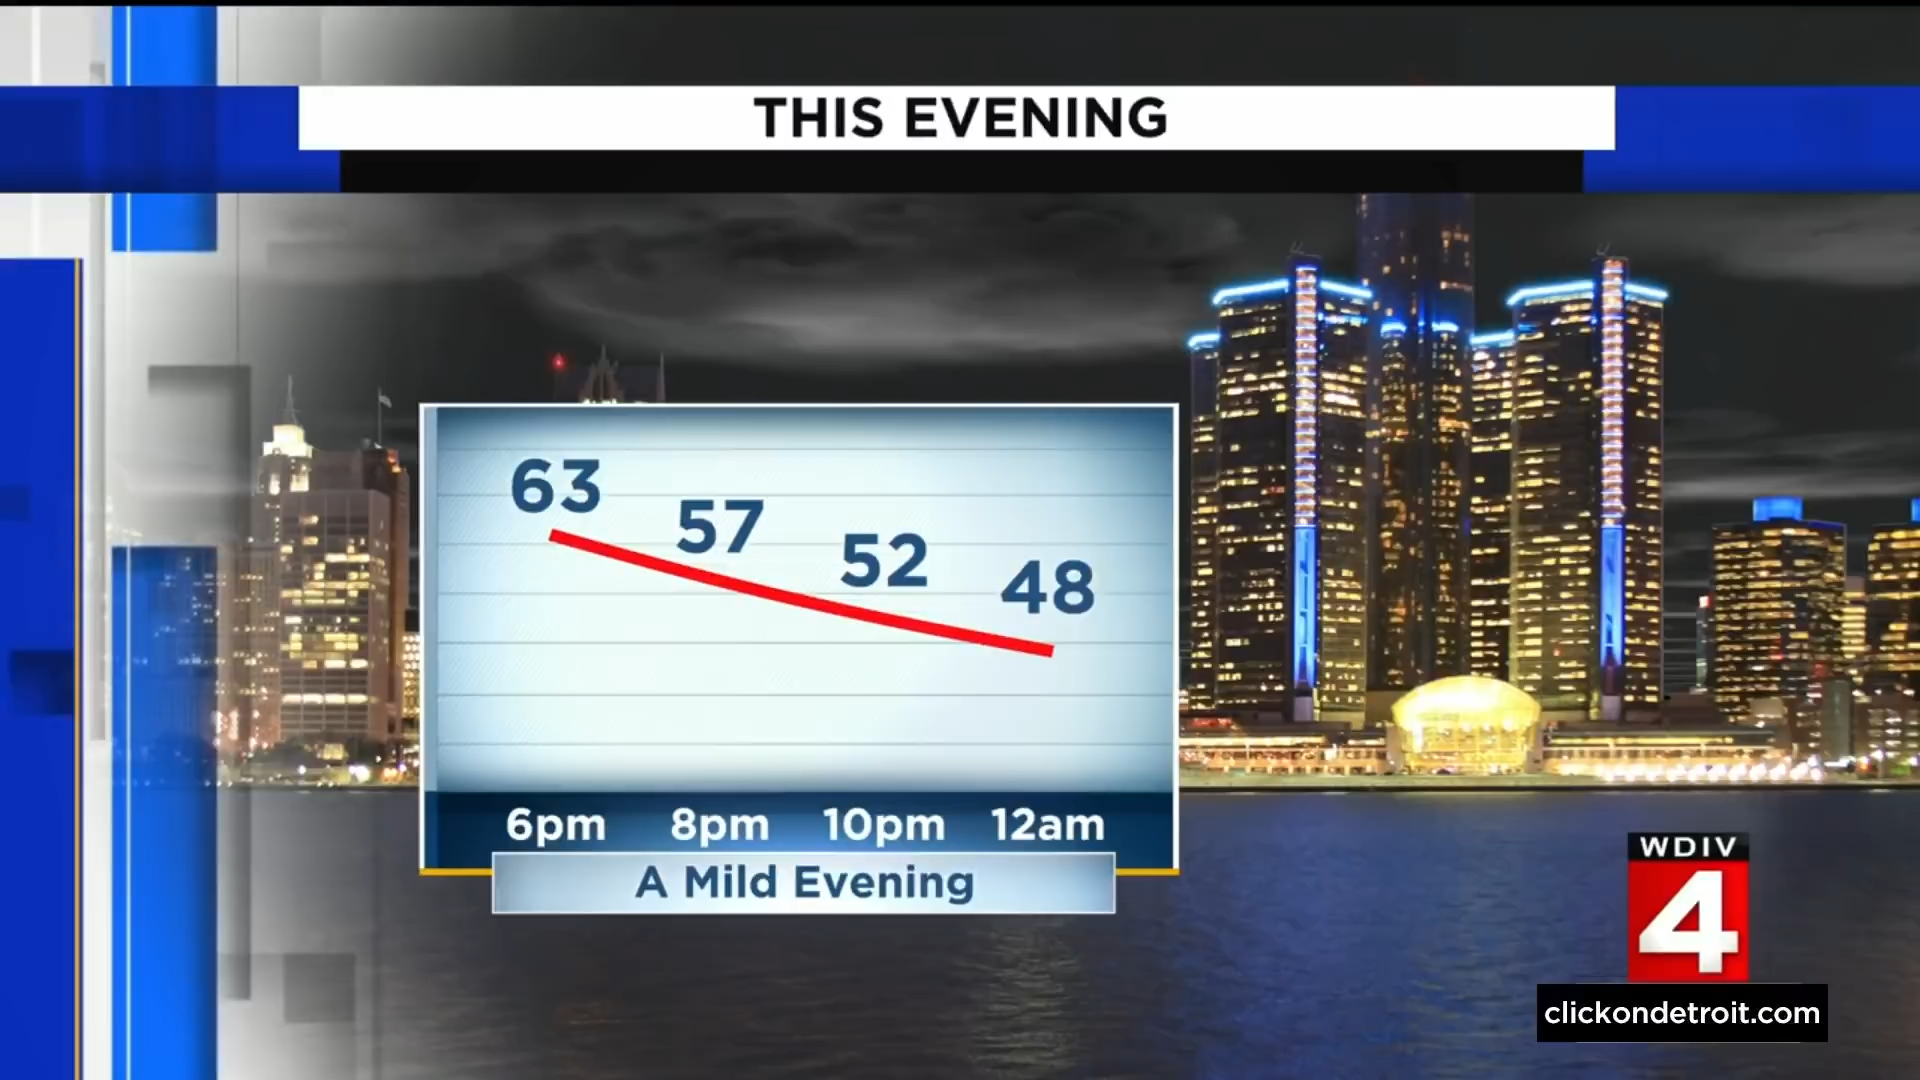 THIS EVENING
63
57
52
48
6pm 8pm 10pm 12am
A Mild Evening
WDIV
4
clickondetroit.com